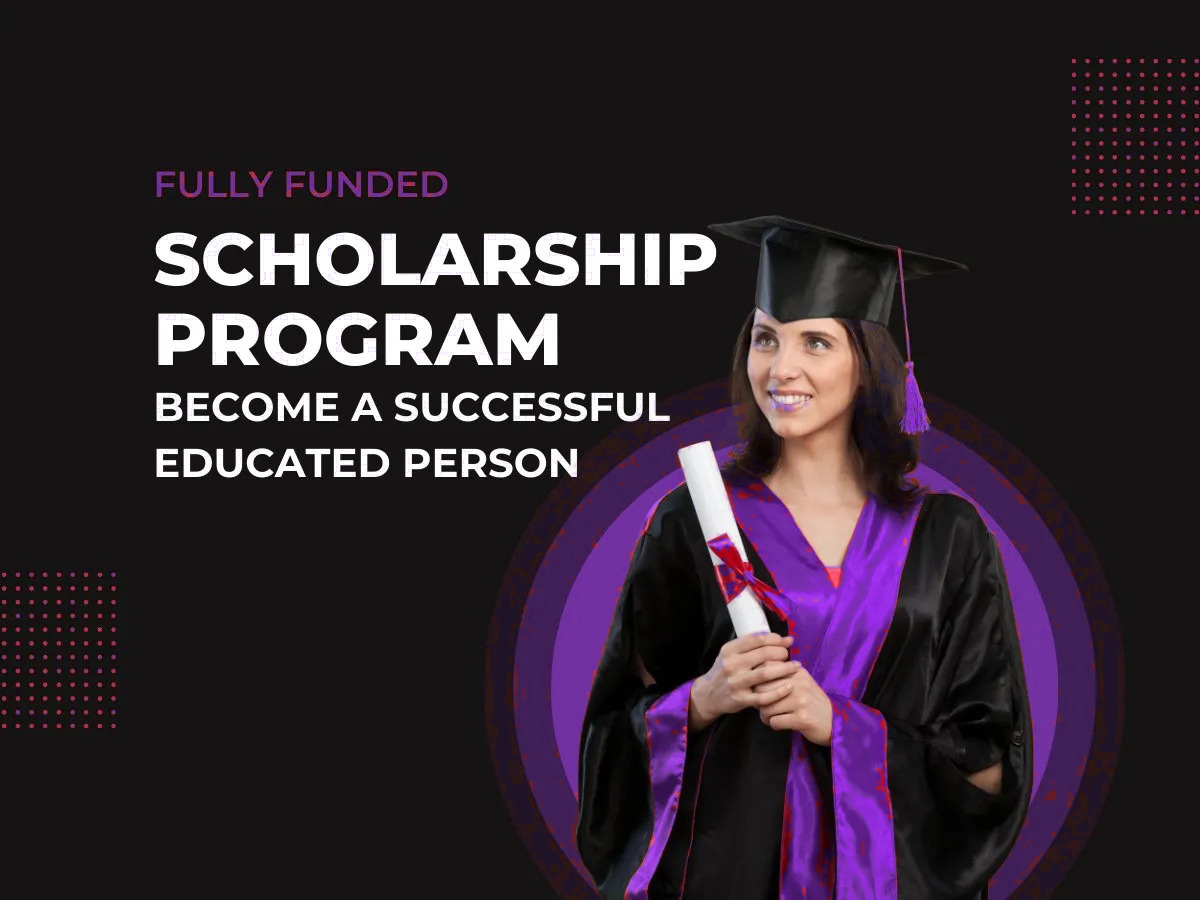 FULLY FUNDED
SCHOLARSHIP
PROGRAM
BECOME A SUCCESSFUL
EDUCATED PERSON